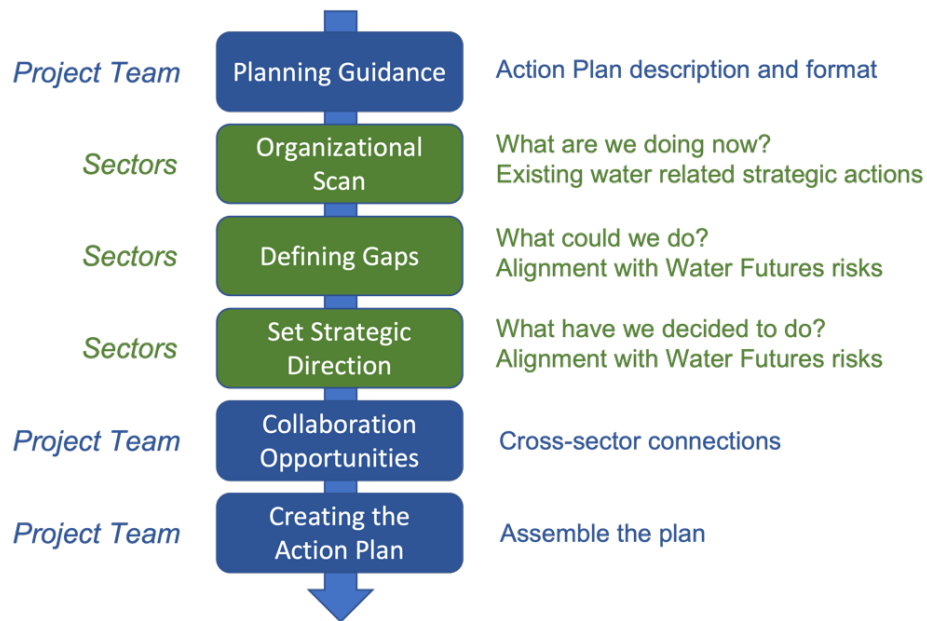 Project Team
Planning Guidance
Action Plan description and format
Sectors
Organizational
Scan
What are we doing now?
Existing water related strategic actions
Sectors
Defining Gaps
What could we do?
Alignment with Water Futures risks
Sectors
Set Strategic
Direction
What have we decided to do?
Alignment with Water Futures risks
Project Team
Collaboration
Opportunities
Cross-sector connections
Project Team
Creating the
Action Plan
Assemble the plan